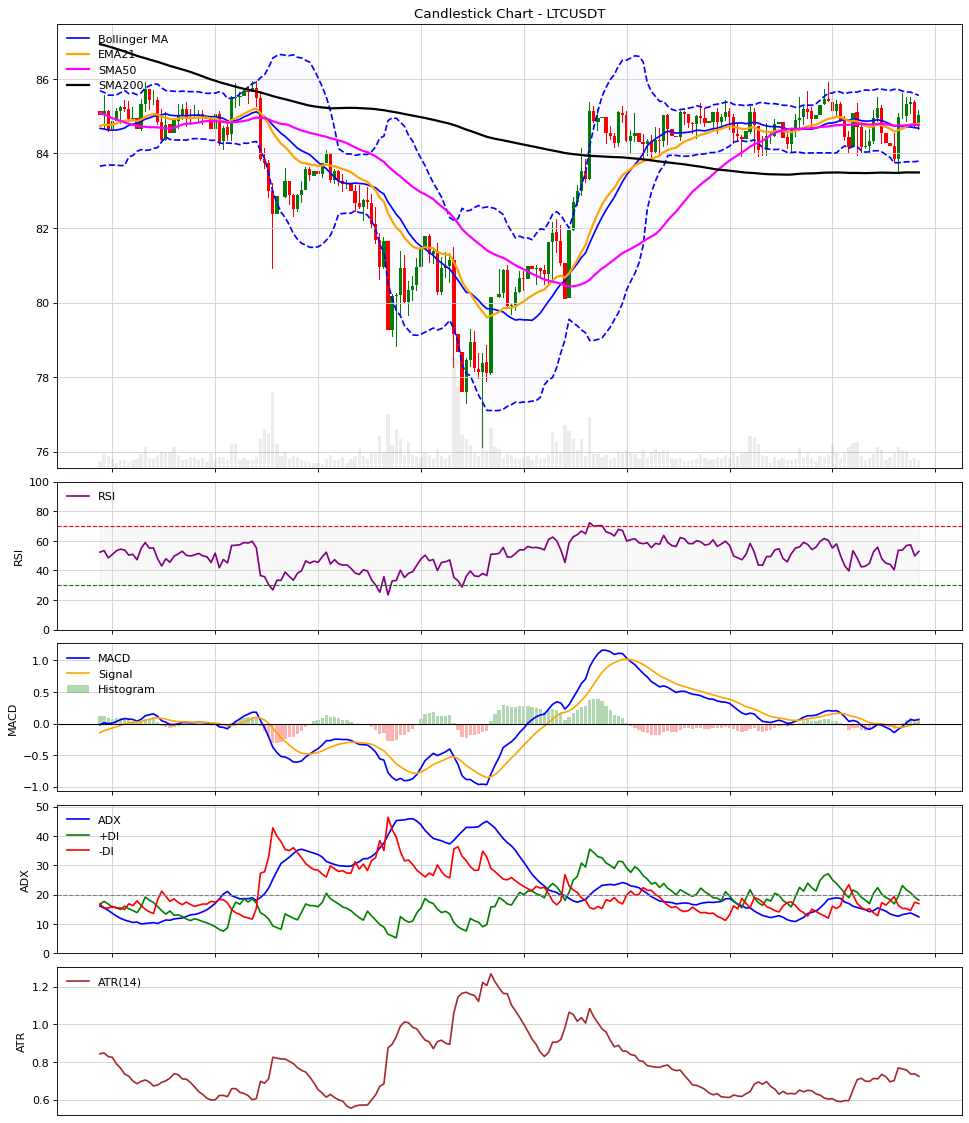 Candlestick Chart - LTCUSDT
Bollinger MA
EMA21
SMA50
SMA200
86
84
82
80
78
76
RSI
100
80
60
40
20
0
RSI
MACD
Signal
Histogram
1.0
0.5
0.0
−0.5
−1.0
MACD
ADX
+DI
-DI
50
40
30
20
10
0
ADX
ATR(14)
1.2
1.0
0.8
0.6
ATR